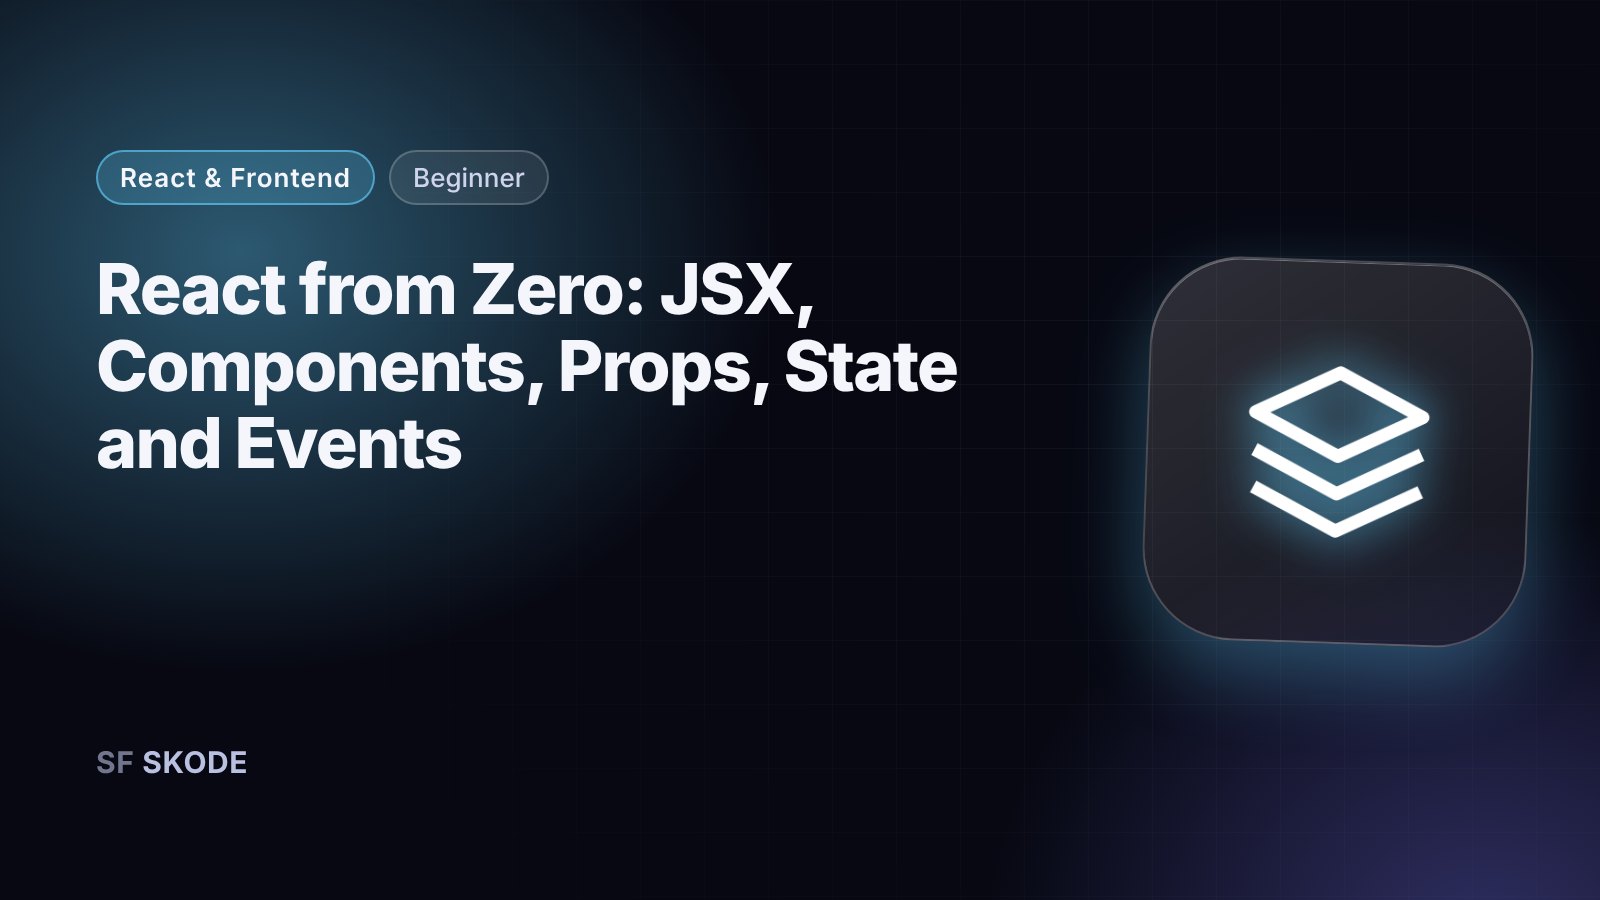 React & Frontend
Beginner
React from Zero: JSX,
Components, Props, State
and Events
SF SKODE